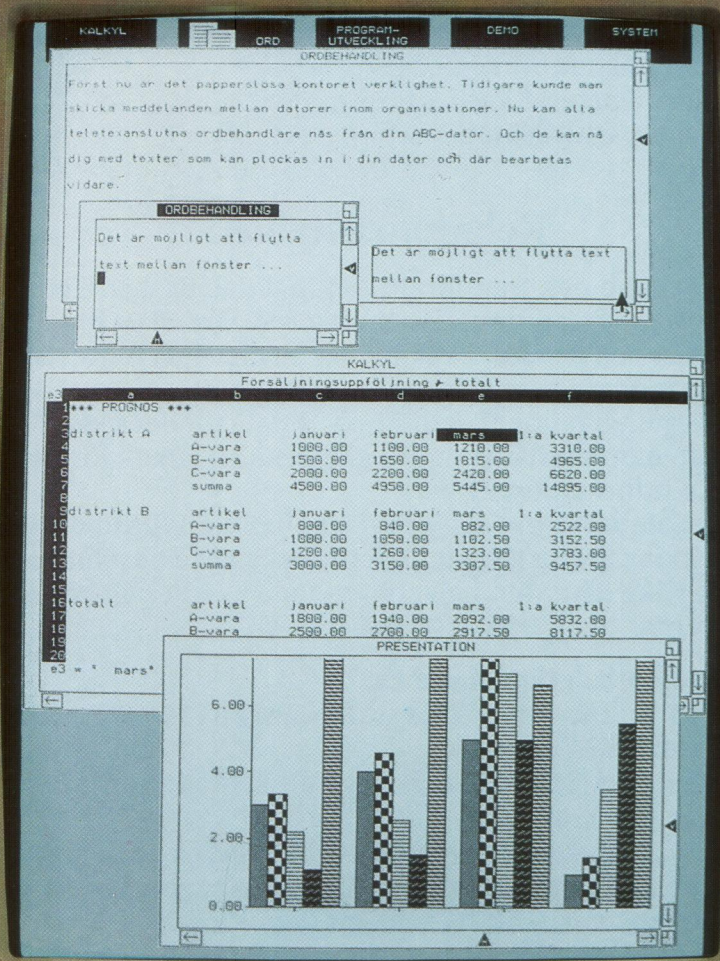 KALKYL
ORD
PROGRAM-
UTVECKLING
DEMO
SYSTEM
ORDBEHANDLING
Först nu är det papperslösa kontoret verklighet. Tidigare kunde man
skicka meddelanden mellan datorer inom organisationer. Nu kan alla
teletexanslutna ordbehandlare nås från din ABC-dator. Och de kan nå
dig med texter som kan plockas in i din dator och där bearbetas
vidare.
ORDBEHANDLING
Det är möjligt att flytta
text mellan fönster ...
Det är möjligt att flytta text
mellan fönster ...
KALKYL
Försäljningsuppföljning totalt
e3 a b c d e f
1 *** PROGNOS ***
2
3 distrikt A artikel januari februari mars 1:a kvartal
4 A-vara 1000.00 1100.00 1210.00 3310.00
5 B-vara 1500.00 1650.00 1815.00 4965.00
6 C-vara 2000.00 2200.00 2420.00 6620.00
7 summa 4500.00 4950.00 5445.00 14895.00
8
9 distrikt B artikel januari februari mars 1:a kvartal
10 A-vara 800.00 840.00 882.00 2522.00
11 B-vara 1000.00 1050.00 1102.50 3152.50
12 C-vara 1200.00 1260.00 1323.00 3783.00
13 summa 3000.00 3150.00 3307.50 9457.50
14
15
16 totalt artikel januari februari mars 1:a kvartal
17 A-vara 1800.00 1940.00 2092.00 5832.00
18 B-vara 2500.00 2700.00 2917.50 8117.50
19
20
e3 = " mars"
PRESENTATION
6.00
4.00
2.00
0.00